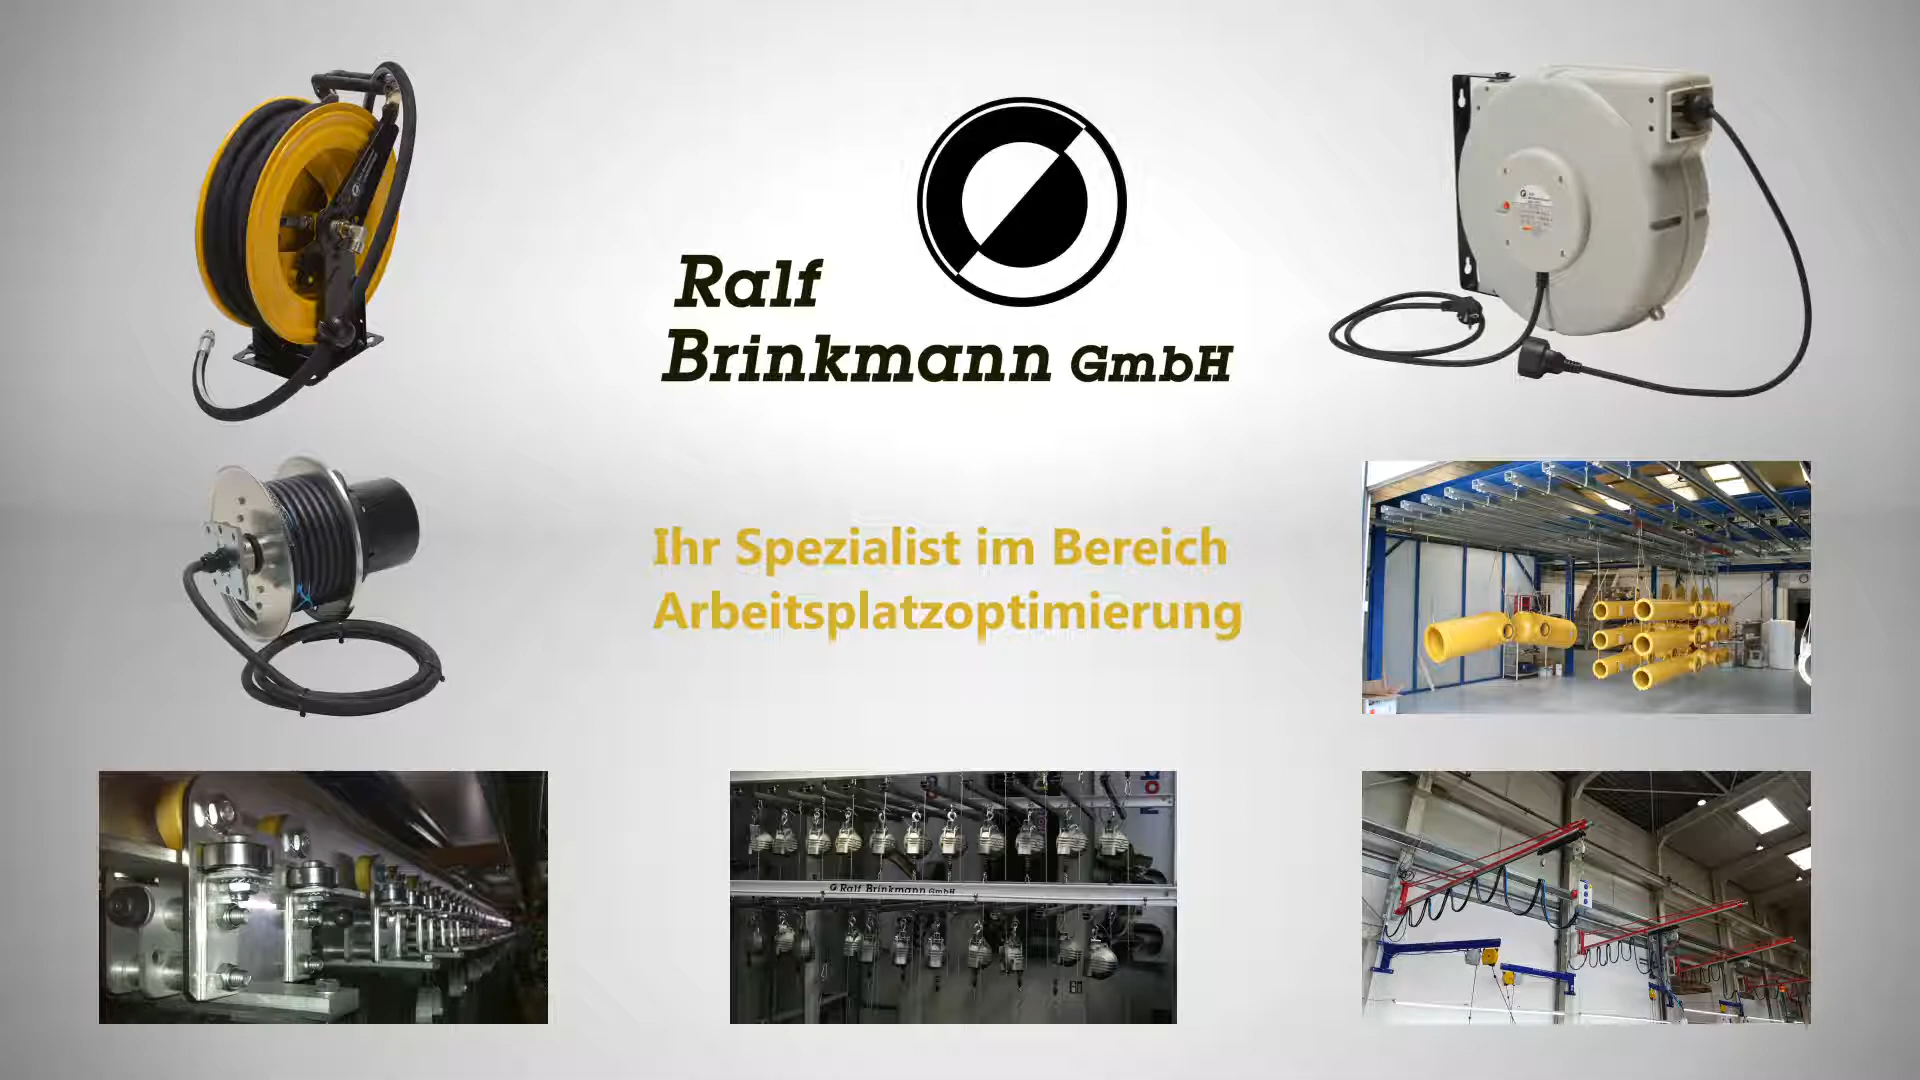 Ralf
Brinkmann GmbH
Ihr Spezialist im Bereich
Arbeitsplatzoptimierung
Ralf Brinkmann GmbH